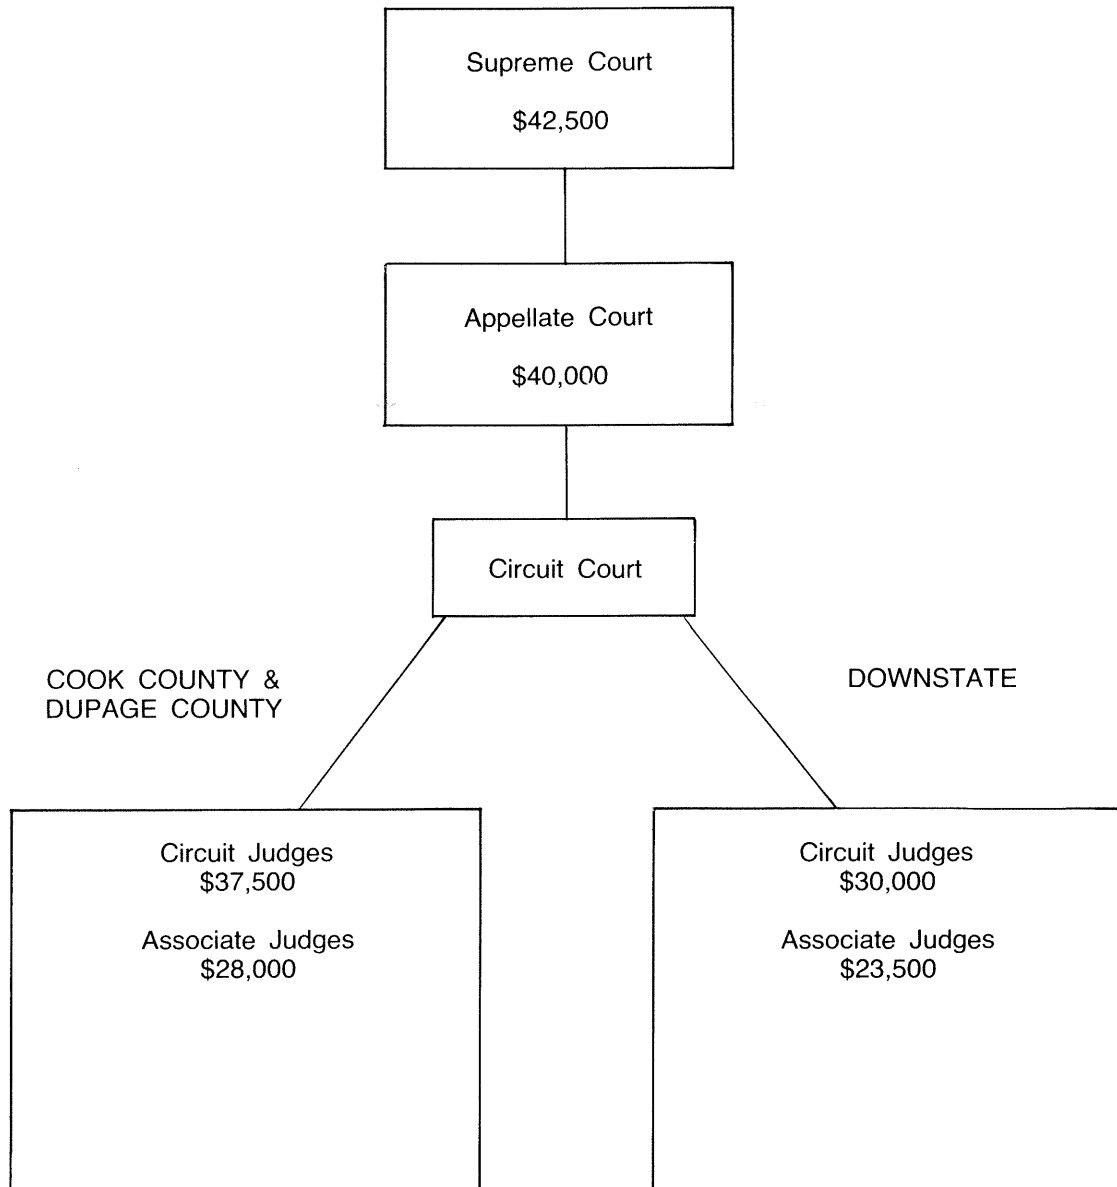 Supreme Court
$42,500
Appellate Court
$40,000
Circuit Court
COOK COUNTY &
DUPAGE COUNTY
DOWNSTATE
Circuit Judges
$37,500
Associate Judges
$28,000
Circuit Judges
$30,000
Associate Judges
$23,500